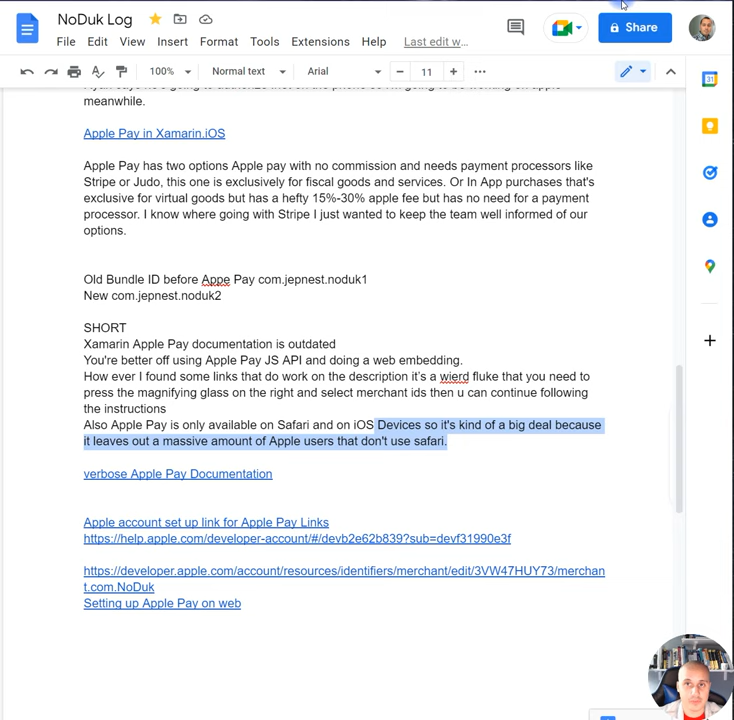 NoDuk Log
File Edit View Insert Format Tools Extensions Help Last edit w...
Share
100% Normal text Arial 11
meanwhile.
Apple Pay in Xamarin.iOS
Apple Pay has two options Apple pay with no commission and needs payment processors like
Stripe or Judo, this one is exclusively for fiscal goods and services. Or In App purchases that's
exclusive for virtual goods but has a hefty 15%-30% apple fee but has no need for a payment
processor. I know where going with Stripe I just wanted to keep the team well informed of our
options.
Old Bundle ID before Appe Pay com.jepnest.noduk1
New com.jepnest.noduk2
SHORT
Xamarin Apple Pay documentation is outdated
You're better off using Apple Pay JS API and doing a web embedding.
How ever I found some links that do work on the description it's a wierd fluke that you need to
press the magnifying glass on the right and select merchant ids then u can continue following
the instructions
Also Apple Pay is only available on Safari and on iOS Devices so it's kind of a big deal because
it leaves out a massive amount of Apple users that don't use safari.
verbose Apple Pay Documentation
Apple account set up link for Apple Pay Links
https://help.apple.com/developer-account/#/devb2e62b839?sub=devf31990e3f
https://developer.apple.com/account/resources/identifiers/merchant/edit/3VW47HUY73/merchan
t.com.NoDuk
Setting up Apple Pay on web